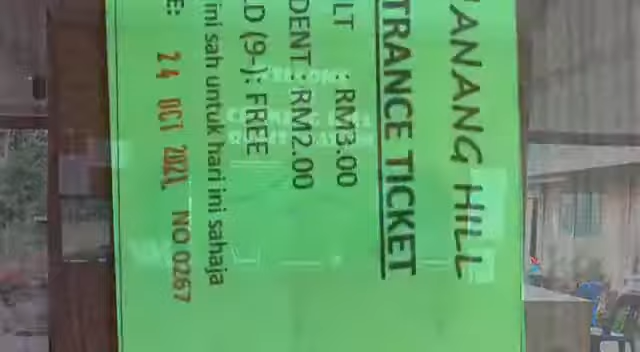 ANANG HILL
TRANCE TICKET
LT : RM3.00
DENT : RM2.00
D (9-): FREE
ini sah untuk hari ini sahaja
E: 24 OCT 2021 NO 0267